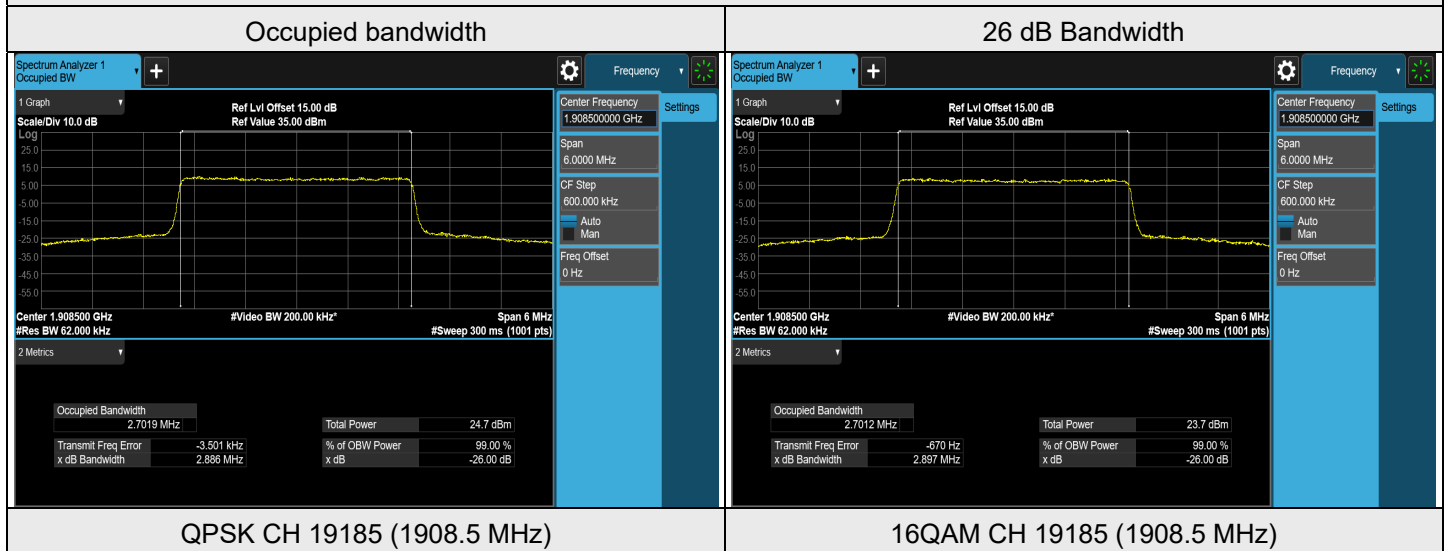 Occupied bandwidth
26 dB Bandwidth
Spectrum Analyzer 1
Occupied BW
+
Frequency
1 Graph
Ref Lvl Offset 15.00 dB
Scale/Div 10.0 dB
Ref Value 35.00 dBm
Log
25.0
15.0
5.00
-5.00
-15.0
-25.0
-35.0
-45.0
-55.0
Center 1.908500 GHz
#Video BW 200.00 kHz*
Span 6 MHz
#Res BW 62.000 kHz
#Sweep 300 ms (1001 pts)
Center Frequency
1.908500000 GHz
Settings
Span
6.0000 MHz
CF Step
600.000 kHz
Auto
Man
Freq Offset
0 Hz
2 Metrics
Occupied Bandwidth
2.7019 MHz
Total Power 24.7 dBm
Transmit Freq Error -3.501 kHz
% of OBW Power 99.00 %
x dB Bandwidth 2.886 MHz
x dB -26.00 dB
Spectrum Analyzer 1
Occupied BW
+
Frequency
1 Graph
Ref Lvl Offset 15.00 dB
Scale/Div 10.0 dB
Ref Value 35.00 dBm
Log
25.0
15.0
5.00
-5.00
-15.0
-25.0
-35.0
-45.0
-55.0
Center 1.908500 GHz
#Video BW 200.00 kHz*
Span 6 MHz
#Res BW 62.000 kHz
#Sweep 300 ms (1001 pts)
Center Frequency
1.908500000 GHz
Settings
Span
6.0000 MHz
CF Step
600.000 kHz
Auto
Man
Freq Offset
0 Hz
2 Metrics
Occupied Bandwidth
2.7012 MHz
Total Power 23.7 dBm
Transmit Freq Error -670 Hz
% of OBW Power 99.00 %
x dB Bandwidth 2.897 MHz
x dB -26.00 dB
QPSK CH 19185 (1908.5 MHz)
16QAM CH 19185 (1908.5 MHz)